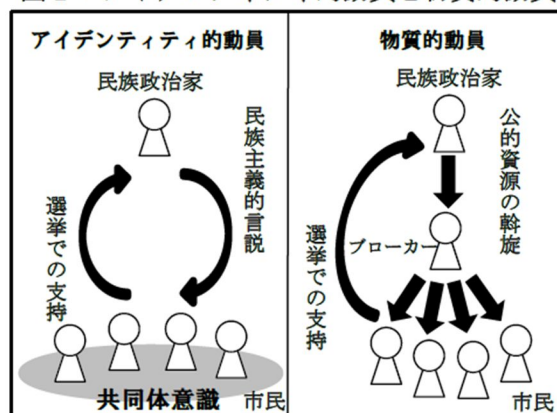 アイデンティティ的動員
民族政治家
民族主義的言説
選挙での支持
共同体意識
市民
物質的動員
民族政治家
公的資源の斡旋
ブローカー
選挙での支持
市民